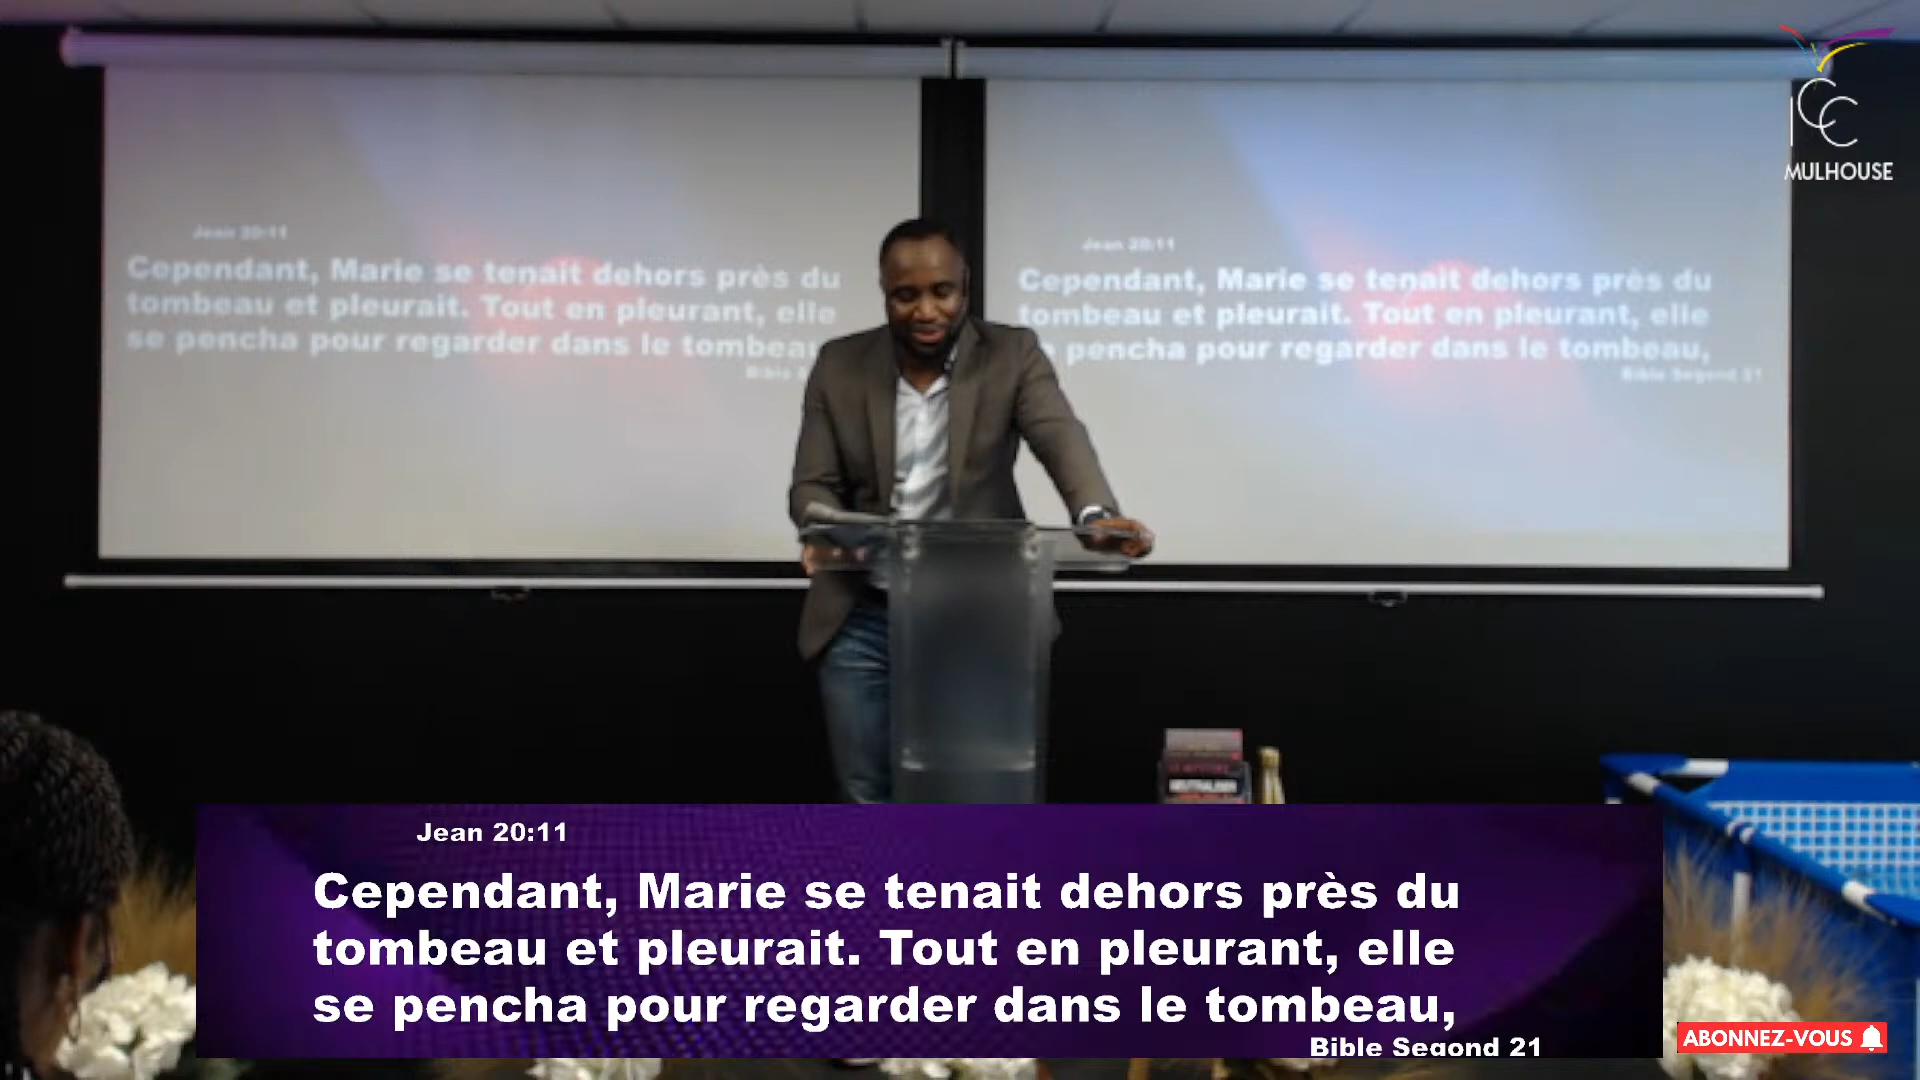 ICC
MULHOUSE
Jean 20:11
Cependant, Marie se tenait dehors près du
tombeau et pleurait. Tout en pleurant, elle
se pencha pour regarder dans le tombeau,
Bible
Jean 20:11
Cependant, Marie se tenait dehors près du
tombeau et pleurait. Tout en pleurant, elle
pencha pour regarder dans le tombeau,
Bible Segond 21
Jean 20:11
Cependant, Marie se tenait dehors près du
tombeau et pleurait. Tout en pleurant, elle
se pencha pour regarder dans le tombeau,
Bible Segond 21
ABONNEZ-VOUS